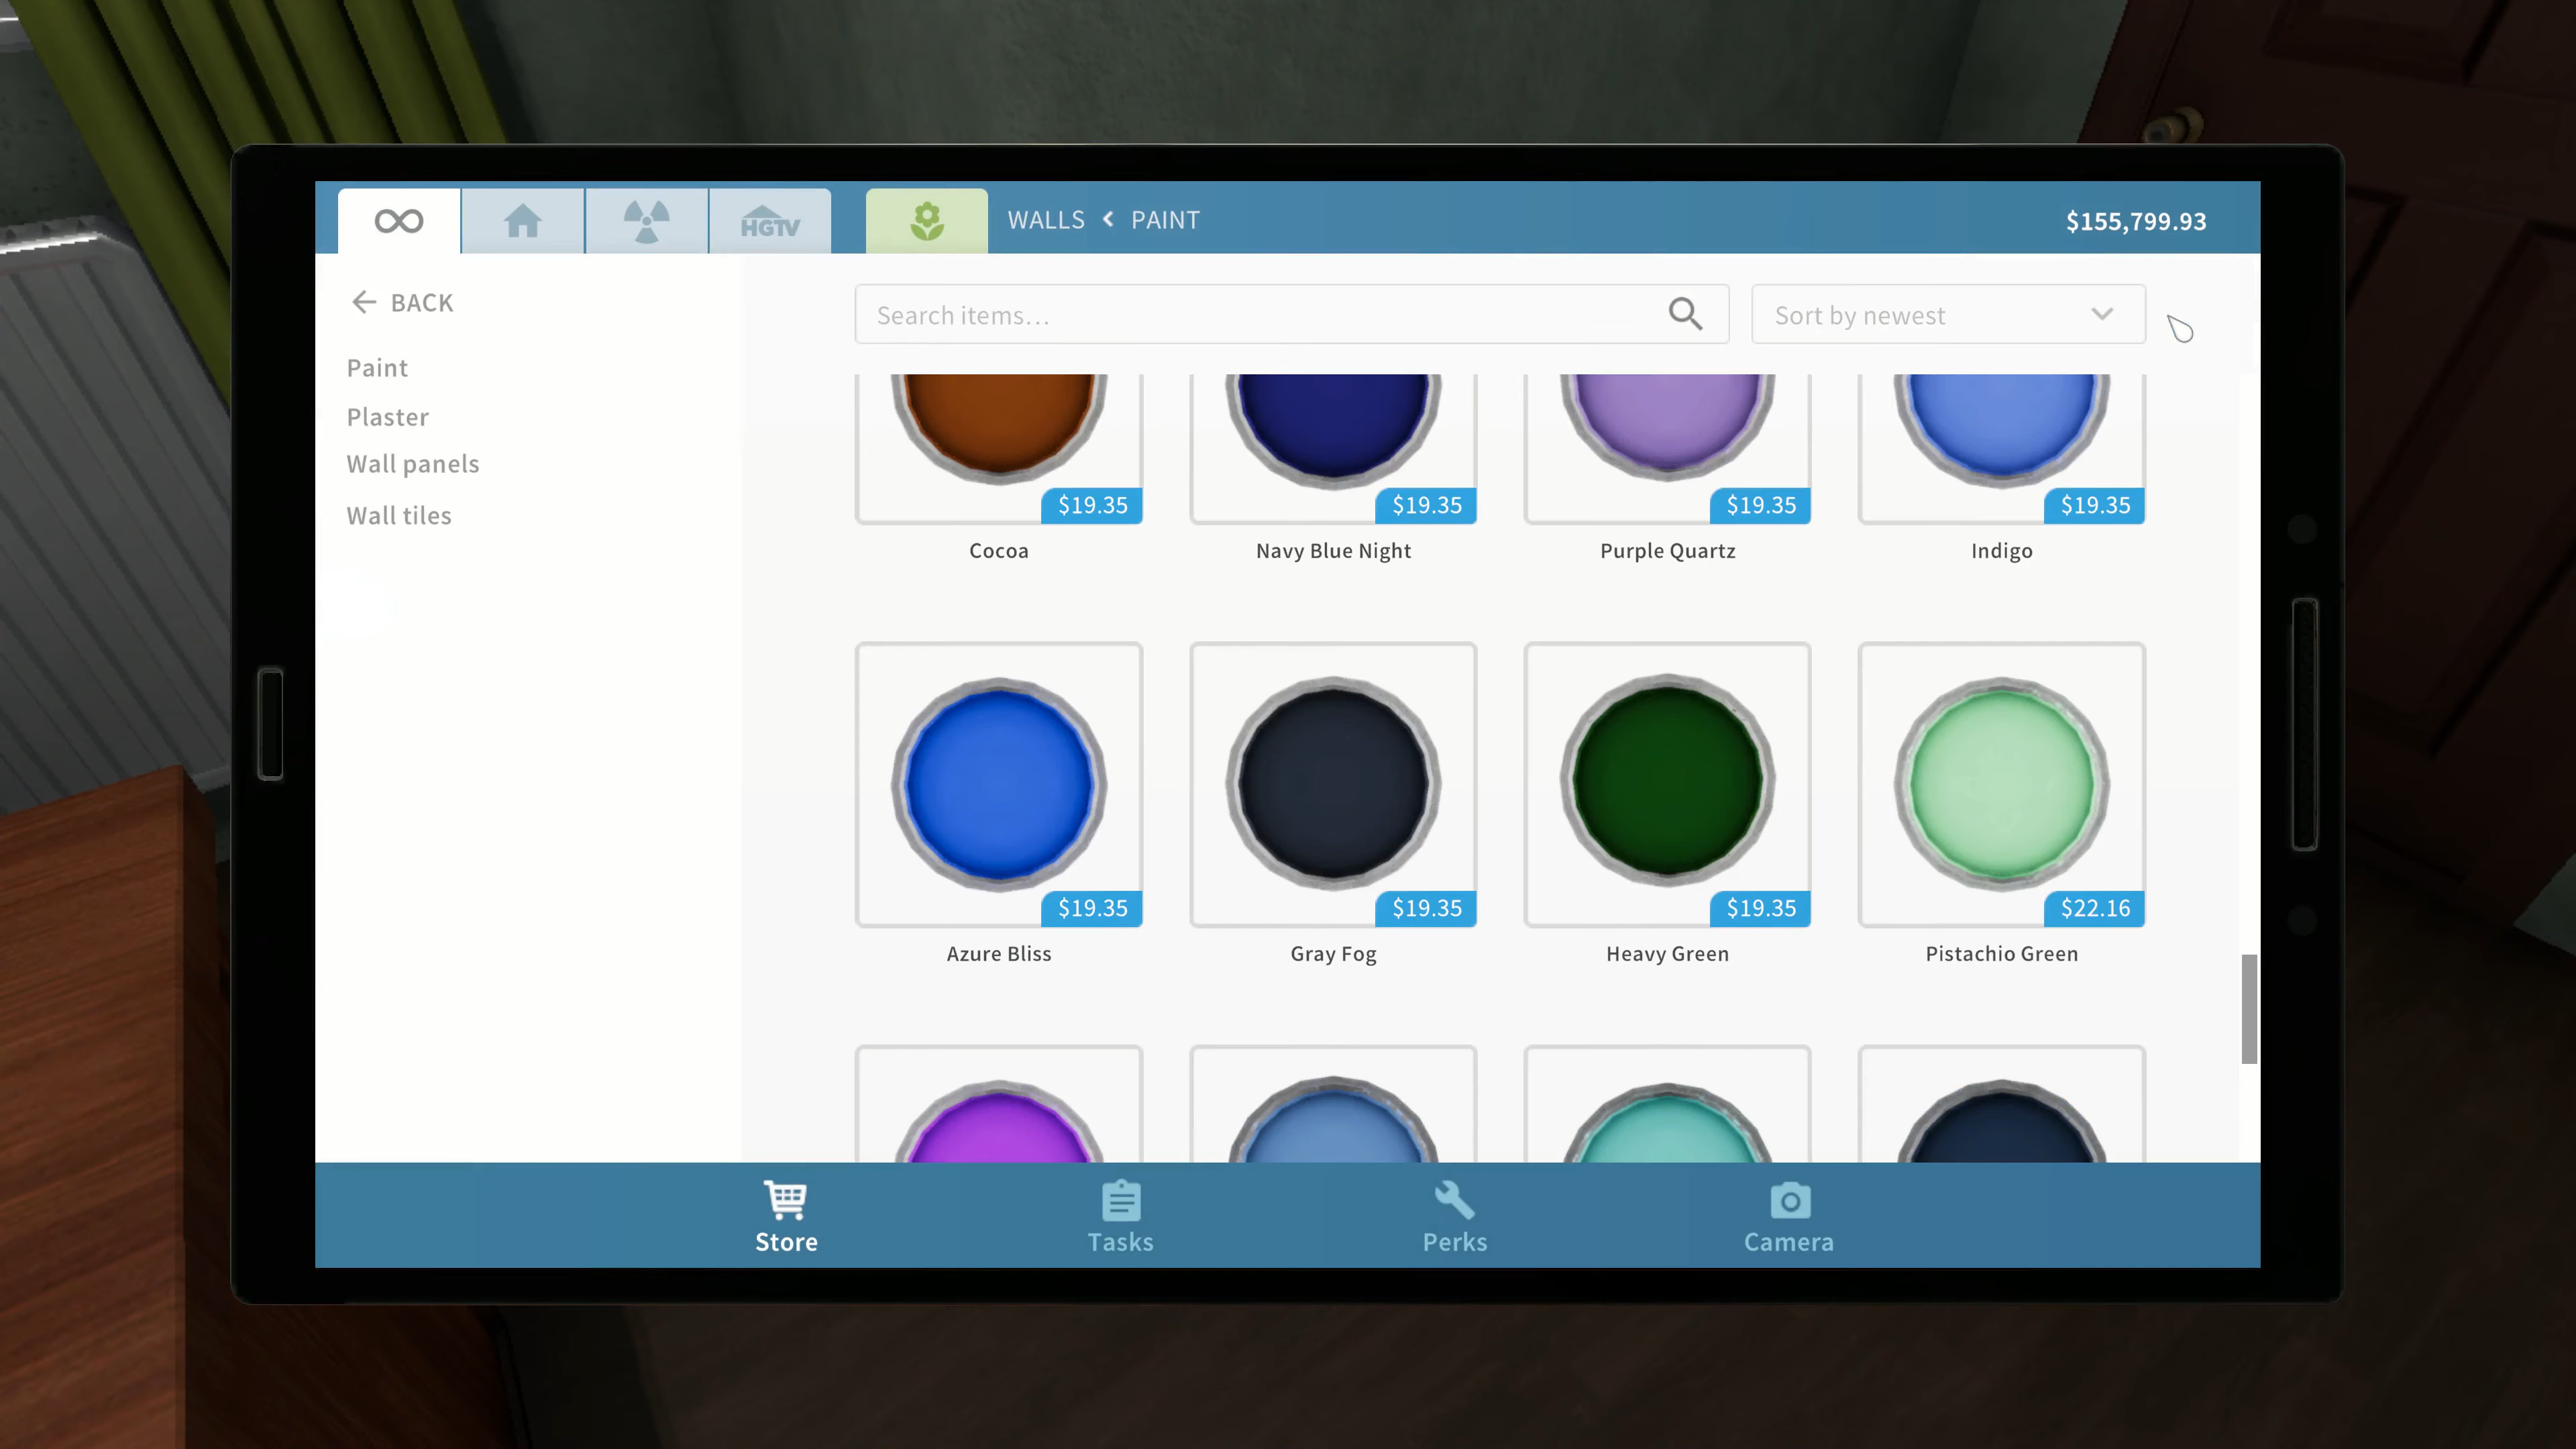 HGTV
WALLS < PAINT
$155,799.93
BACK
Search items...
Sort by newest
Paint
Plaster
Wall panels
Wall tiles
$19.35
$19.35
$19.35
$19.35
Cocoa
Navy Blue Night
Purple Quartz
Indigo
$19.35
$19.35
$19.35
$22.16
Azure Bliss
Gray Fog
Heavy Green
Pistachio Green
Store
Tasks
Perks
Camera